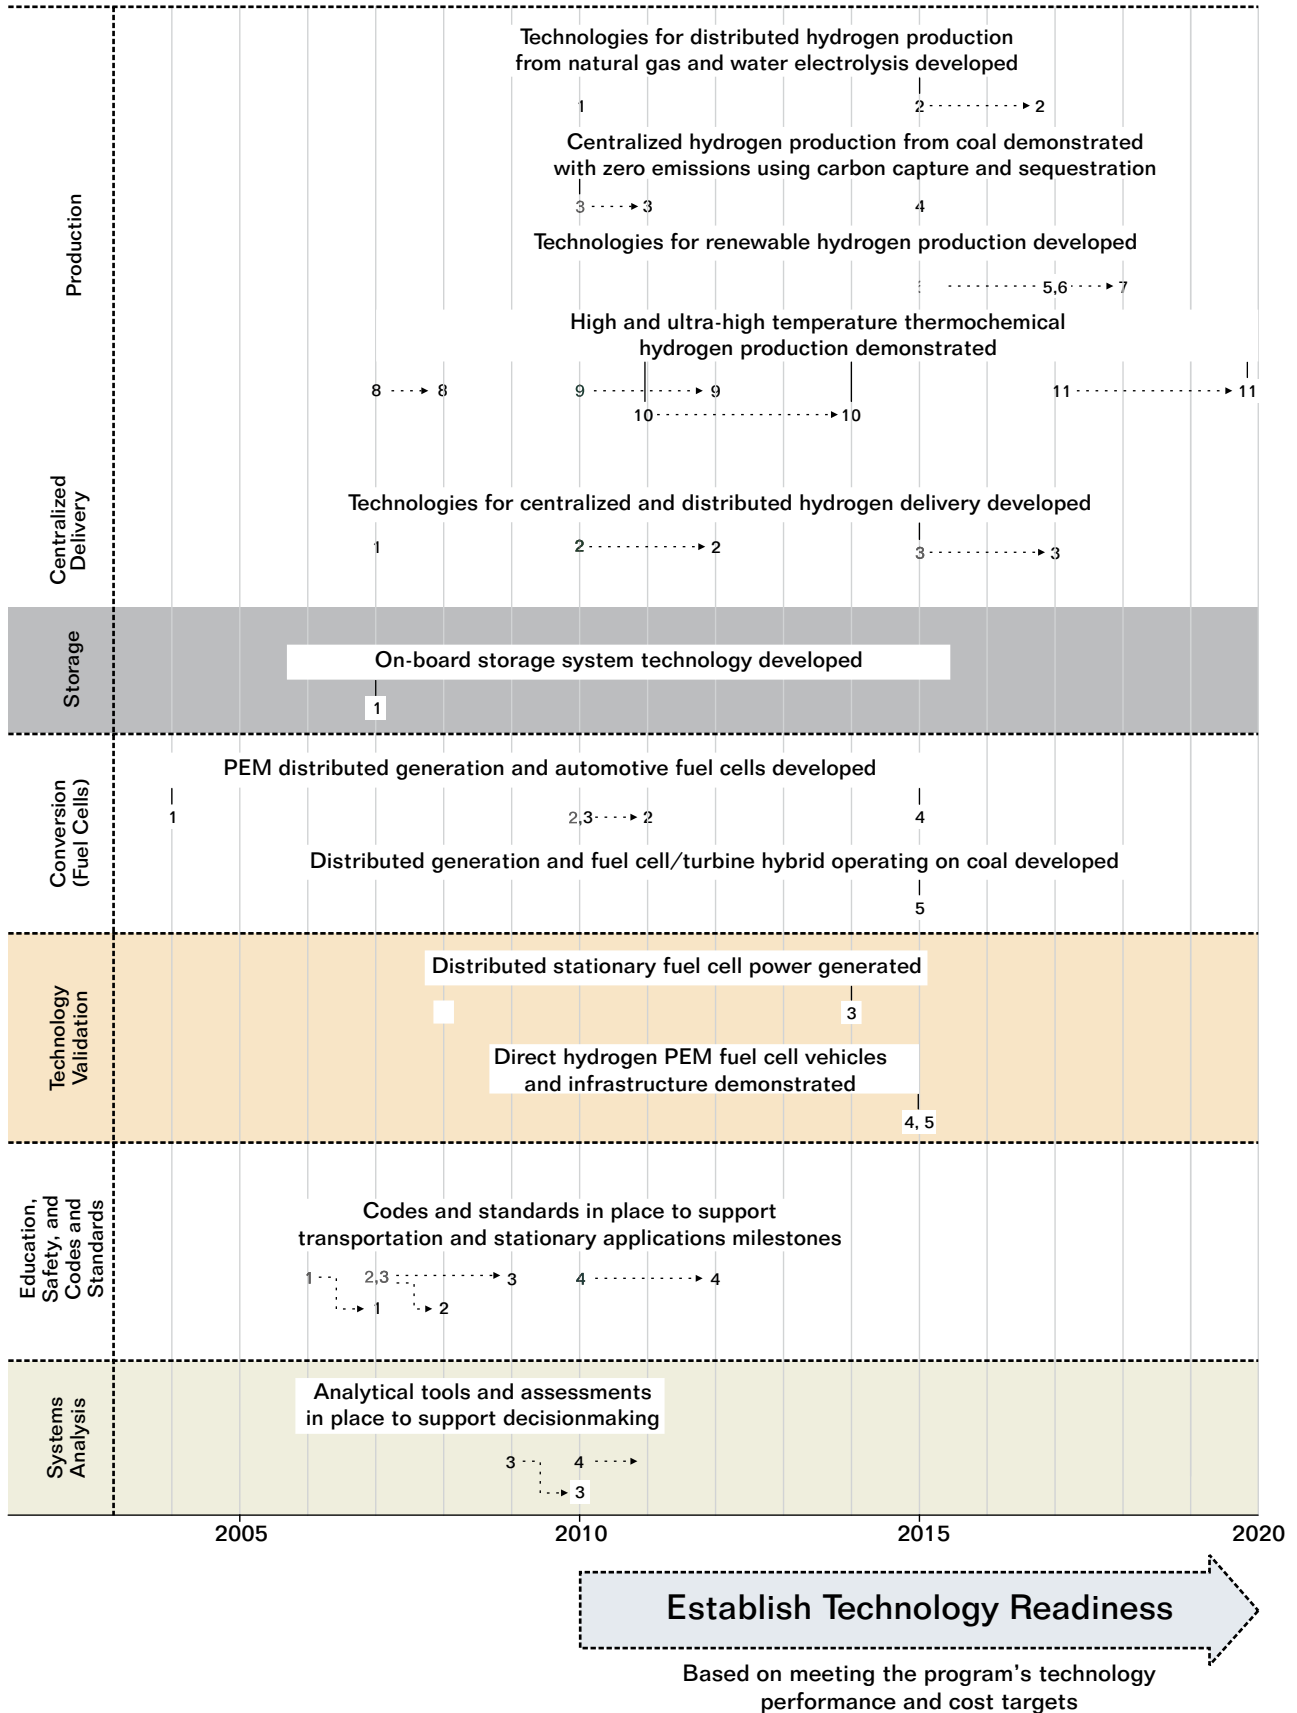 Production
Technologies for distributed hydrogen production
from natural gas and water electrolysis developed
1 2 2
Centralized hydrogen production from coal demonstrated
with zero emissions using carbon capture and sequestration
3 3 4
Technologies for renewable hydrogen production developed
5,6 7
High and ultra-high temperature thermochemical
hydrogen production demonstrated
8 8 9 9 11 11
10 10
Centralized
Delivery
Technologies for centralized and distributed hydrogen delivery developed
1 2 2 3 3
Storage
On-board storage system technology developed
1
Conversion
(Fuel Cells)
PEM distributed generation and automotive fuel cells developed
1 2,3 2 4
Distributed generation and fuel cell/turbine hybrid operating on coal developed
5
Technology
Validation
Distributed stationary fuel cell power generated
3
Direct hydrogen PEM fuel cell vehicles
and infrastructure demonstrated
4, 5
Education,
Safety, and
Codes and
Standards
Codes and standards in place to support
transportation and stationary applications milestones
1 2,3 3 4 4
1 2
Systems
Analysis
Analytical tools and assessments
in place to support decisionmaking
3 4
3
2005 2010 2015 2020
Establish Technology Readiness
Based on meeting the program's technology
performance and cost targets